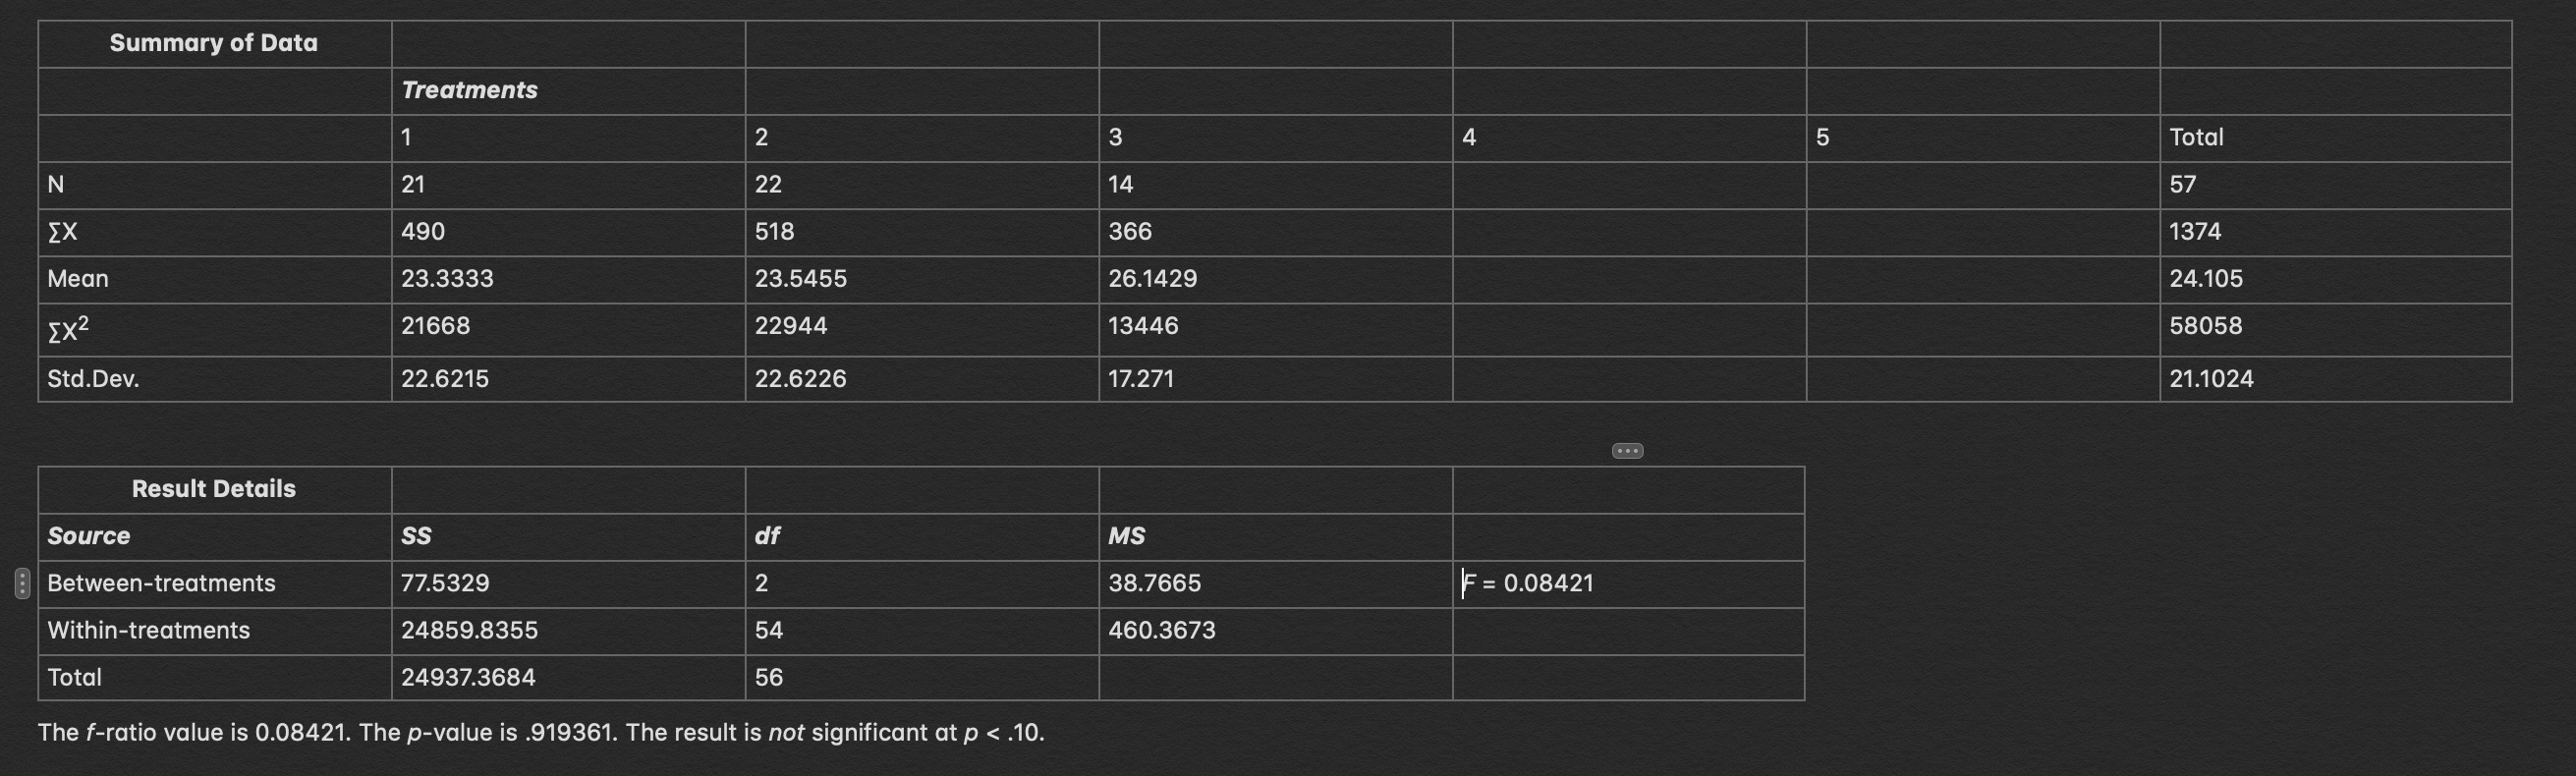 Summary of Data
Treatments
1 2 3 4 5 Total
N 21 22 14 57
∑X 490 518 366 1374
Mean 23.3333 23.5455 26.1429 24.105
∑X² 21668 22944 13446 58058
Std.Dev. 22.6215 22.6226 17.271 21.1024
Result Details
Source SS df MS
Between-treatments 77.5329 2 38.7665 F = 0.08421
Within-treatments 24859.8355 54 460.3673
Total 24937.3684 56
The f-ratio value is 0.08421. The p-value is .919361. The result is not significant at p < .10.